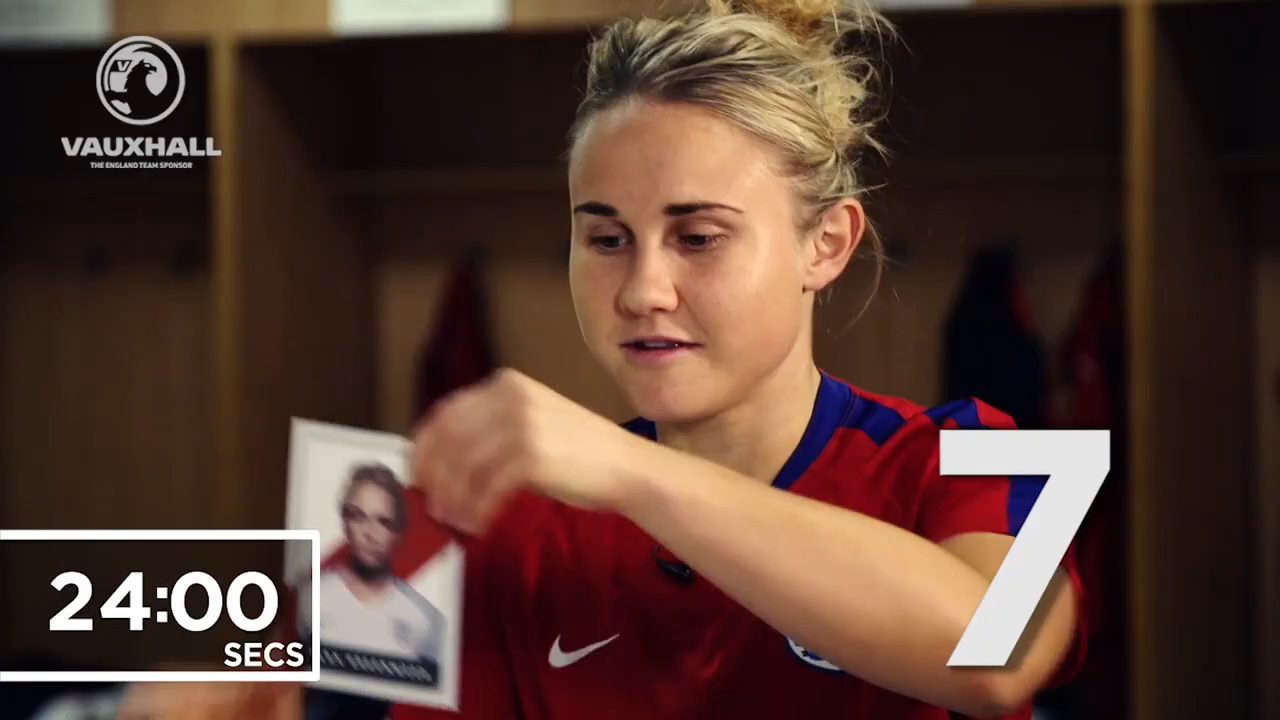 VAUXHALL
THE ENGLAND TEAM SPONSOR
7
24:00
SECS